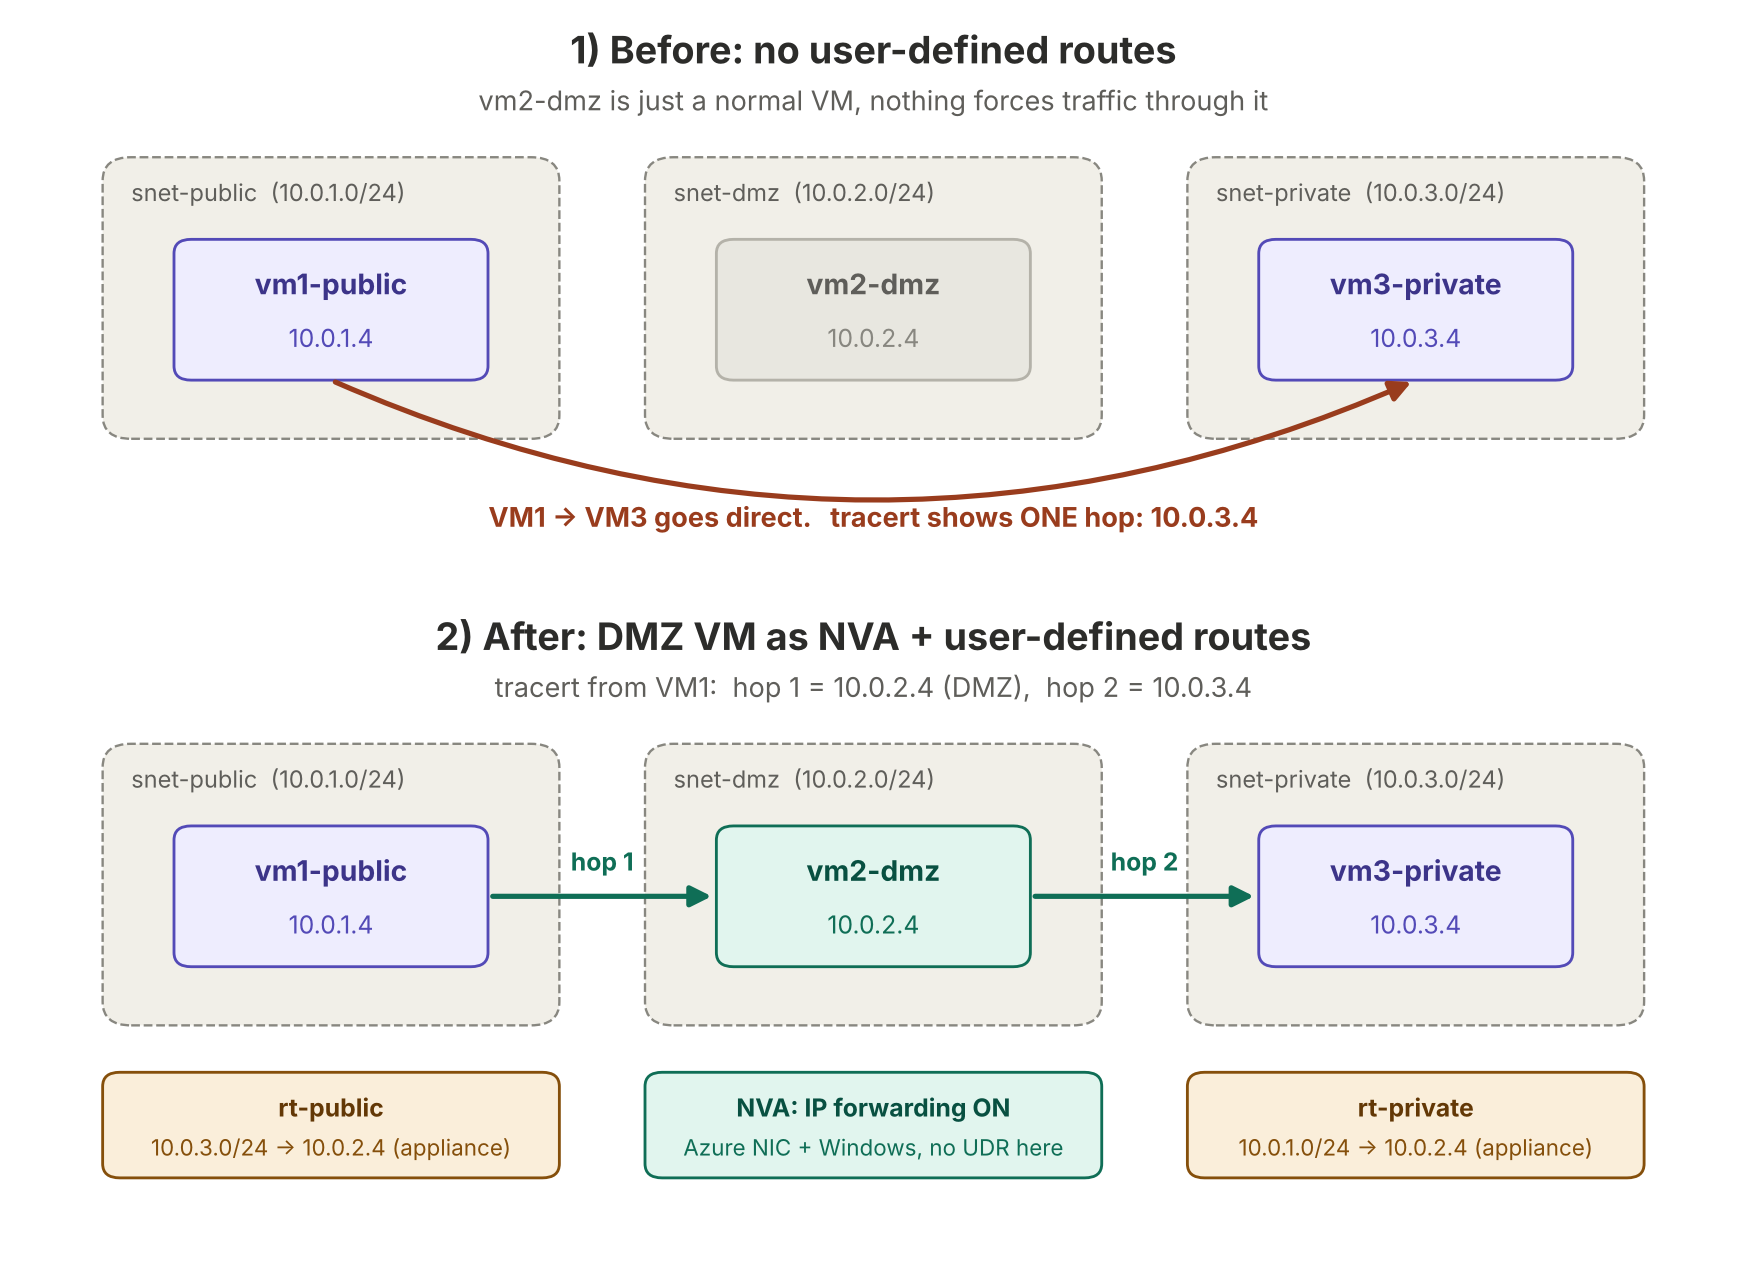 1) Before: no user-defined routes
vm2-dmz is just a normal VM, nothing forces traffic through it
snet-public (10.0.1.0/24)
snet-dmz (10.0.2.0/24)
snet-private (10.0.3.0/24)
vm1-public
vm2-dmz
vm3-private
10.0.1.4
10.0.2.4
10.0.3.4
VM1 → VM3 goes direct. tracert shows ONE hop: 10.0.3.4
2) After: DMZ VM as NVA + user-defined routes
tracert from VM1: hop 1 = 10.0.2.4 (DMZ), hop 2 = 10.0.3.4
snet-public (10.0.1.0/24)
snet-dmz (10.0.2.0/24)
snet-private (10.0.3.0/24)
vm1-public
hop 1
vm2-dmz
hop 2
vm3-private
10.0.1.4
10.0.2.4
10.0.3.4
rt-public
10.0.3.0/24 → 10.0.2.4 (appliance)
NVA: IP forwarding ON
Azure NIC + Windows, no UDR here
rt-private
10.0.1.0/24 → 10.0.2.4 (appliance)